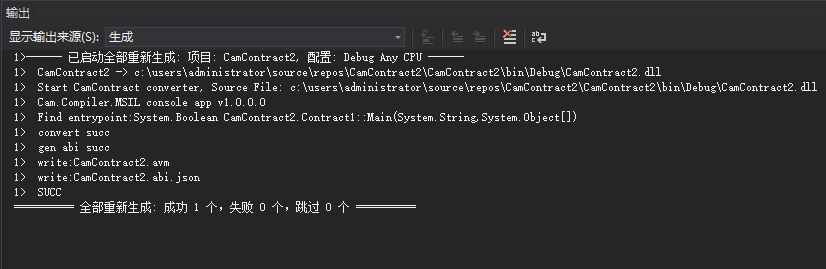 输出
显示输出来源(S): 生成
1>------ 已启动全部重新生成: 项目: CamContract2, 配置: Debug Any CPU ------
1> CamContract2 -> c:\users\administrator\source\repos\CamContract2\CamContract2\bin\Debug\CamContract2.dll
1> Start CamContract converter, Source File: c:\users\administrator\source\repos\CamContract2\CamContract2\bin\Debug\CamContract2.dll
1> Cam.Compiler.MSIL console app v1.0.0.0
1> Find entrypoint:System.Boolean CamContract2.Contract1::Main(System.String,System.Object[])
1> convert succ
1> gen abi succ
1> write:CamContract2.avm
1> write:CamContract2.abi.json
1> SUCC
========== 全部重新生成: 成功 1 个，失败 0 个，跳过 0 个 ==========